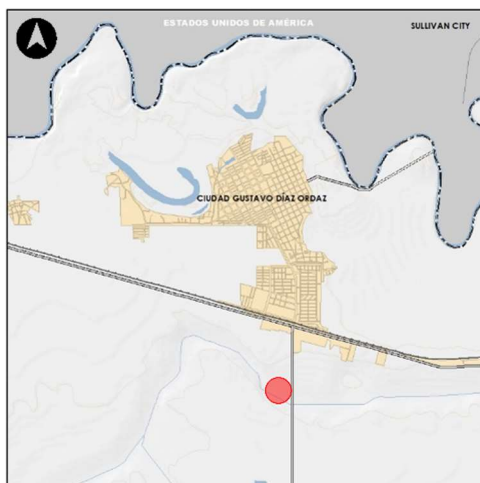 ESTADOS UNIDOS DE AMÉRICA
SULLIVAN CITY
CIUDAD GUSTAVO DÍAZ ORDAZ